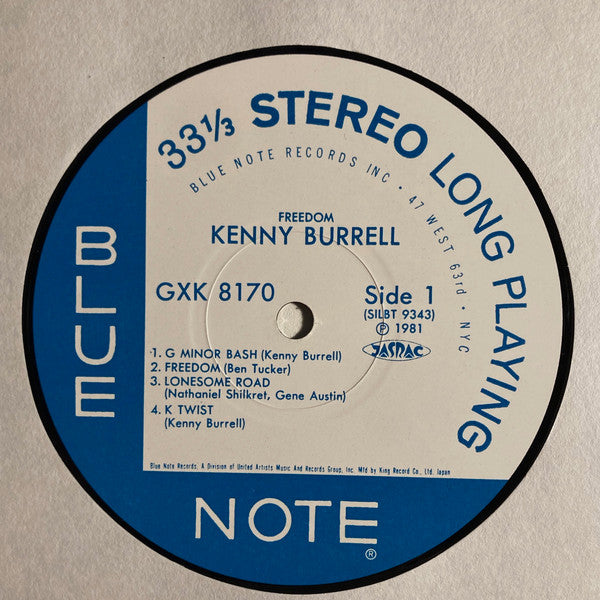 33⅓ STEREO LONG PLAYING
BLUE NOTE RECORDS INC • 47 WEST 63rd • NYC
FREEDOM
KENNY BURRELL
GXK 8170
Side 1
(SILBT 9343)
Ⓟ 1981
JASRAC
1. G MINOR BASH (Kenny Burrell)
2. FREEDOM (Ben Tucker)
3. LONESOME ROAD
(Nathaniel Shilkret, Gene Austin)
4. K TWIST
(Kenny Burrell)
Blue Note Records, A Division of United Artists Music And Records Group, Inc. Mfd by King Record Co., Ltd. Japan
BLUE
NOTE®